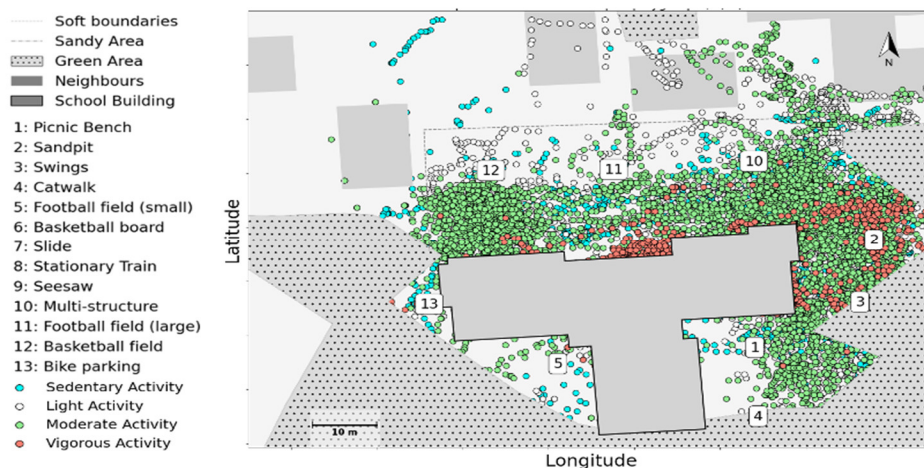 Soft boundaries
Sandy Area
Green Area
Neighbours
School Building
1: Picnic Bench
2: Sandpit
3: Swings
4: Catwalk
5: Football field (small)
6: Basketball board
7: Slide
8: Stationary Train
9: Seesaw
10: Multi-structure
11: Football field (large)
12: Basketball field
13: Bike parking
Sedentary Activity
Light Activity
Moderate Activity
Vigorous Activity
Latitude
N
12
11
10
2
13
3
1
5
4
10 m
Longitude